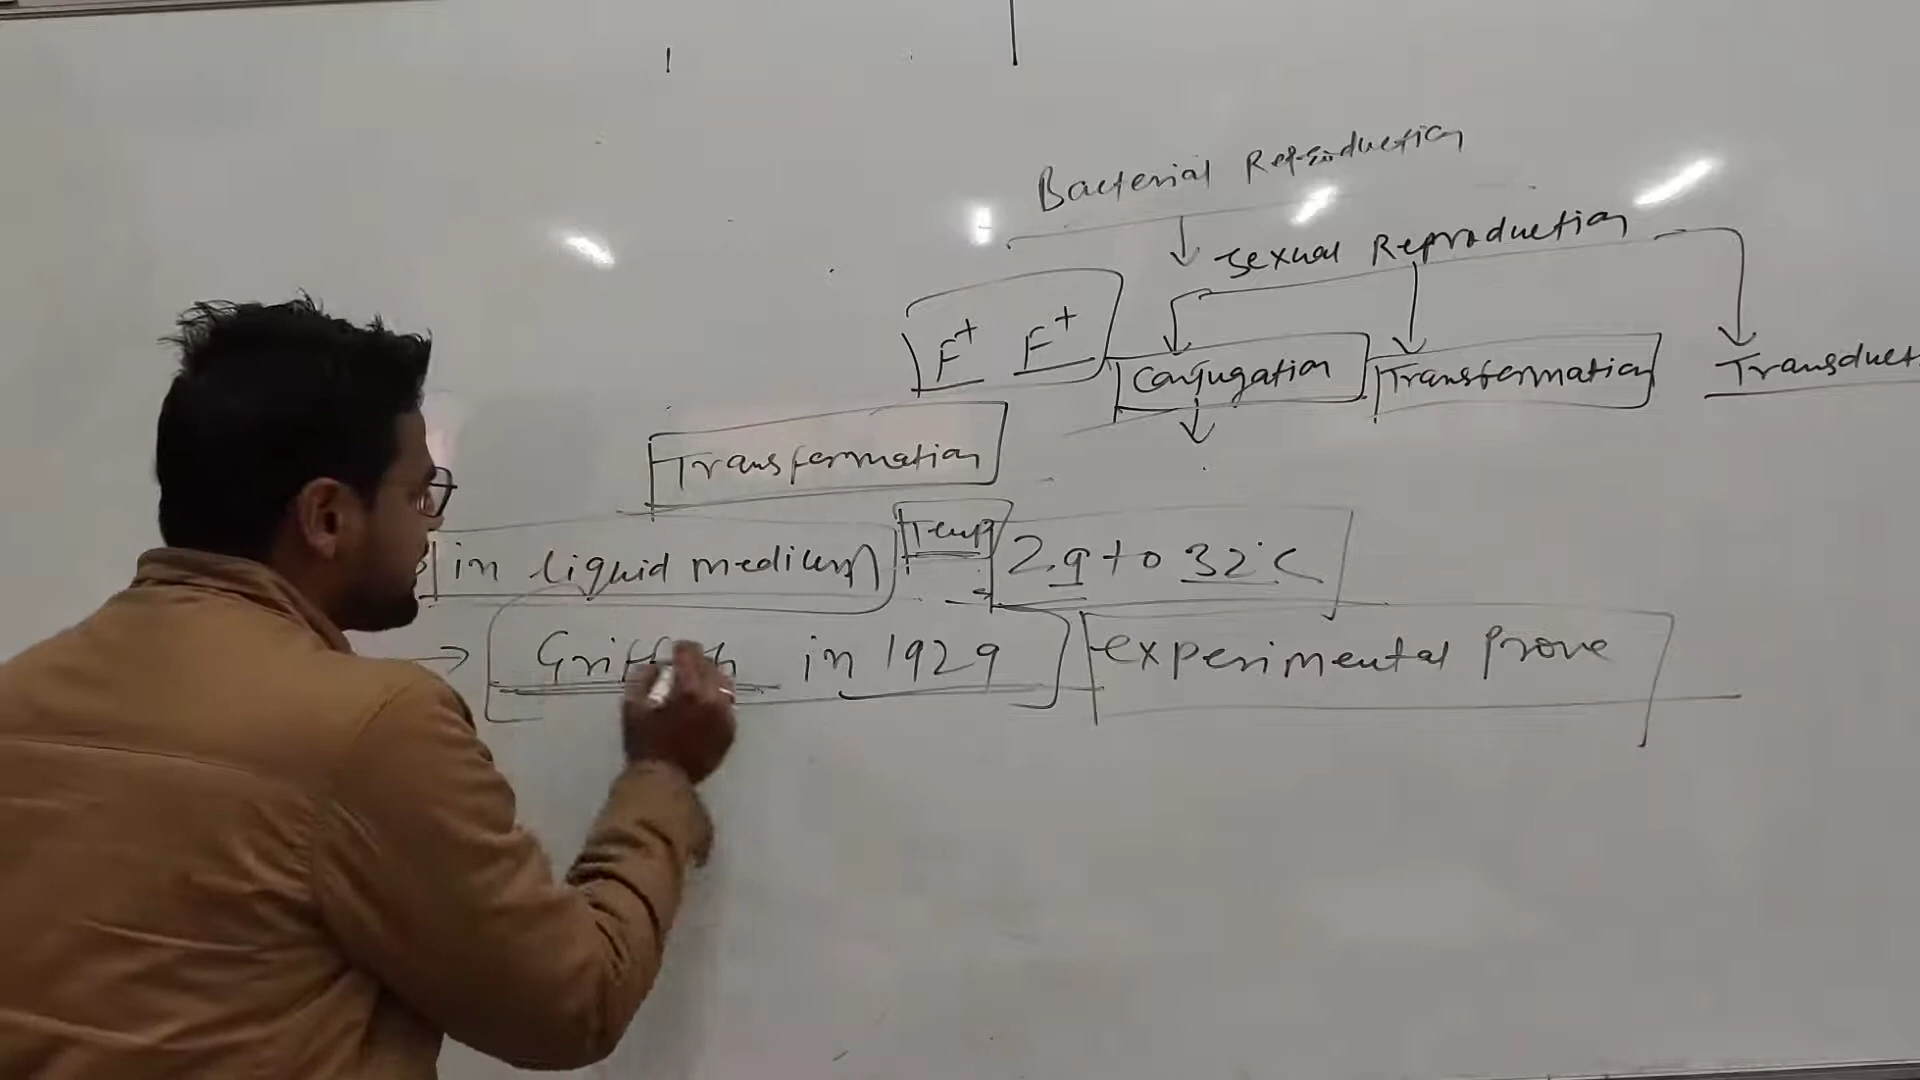 Bacterial Reproduction
Sexual Reproduction
F+ F+
Conjugation Transformation Transduct
Transformation
in liquid medium Temp 29 to 32°C
→ Griffith in 1929 experimental Prove